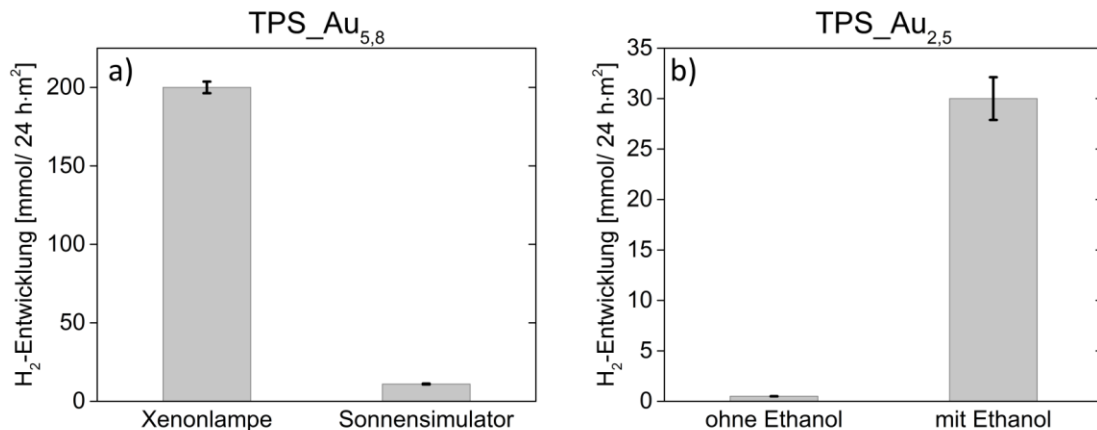 TPS_Au5,8
a)
H2-Entwicklung [mmol/ 24 h·m²]
200
150
100
50
0
Xenonlampe Sonnensimulator
TPS_Au2,5
b)
H2-Entwicklung [mmol/ 24 h·m²]
35
30
25
20
15
10
5
0
ohne Ethanol mit Ethanol